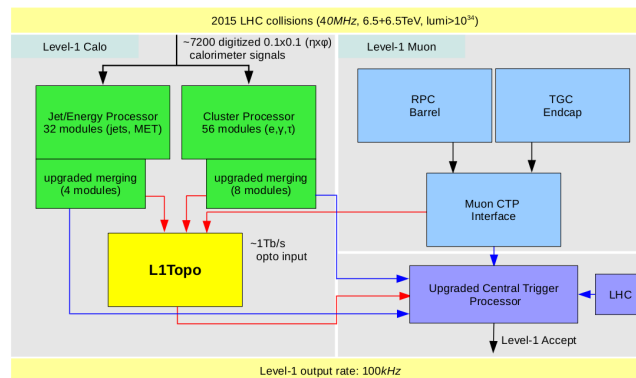 2015 LHC collisions (40MHz, 6.5+6.5TeV, lumi>10³⁴)
Level-1 Calo
~7200 digitized 0.1x0.1 (ηxφ)
calorimeter signals
Level-1 Muon
Jet/Energy Processor
32 modules (jets, MET)
Cluster Processor
56 modules (e,γ,τ)
RPC
Barrel
TGC
Endcap
upgraded merging
(4 modules)
upgraded merging
(8 modules)
Muon CTP
Interface
L1Topo
~1Tb/s
opto input
Upgraded Central Trigger
Processor
LHC
Level-1 Accept
Level-1 output rate: 100kHz